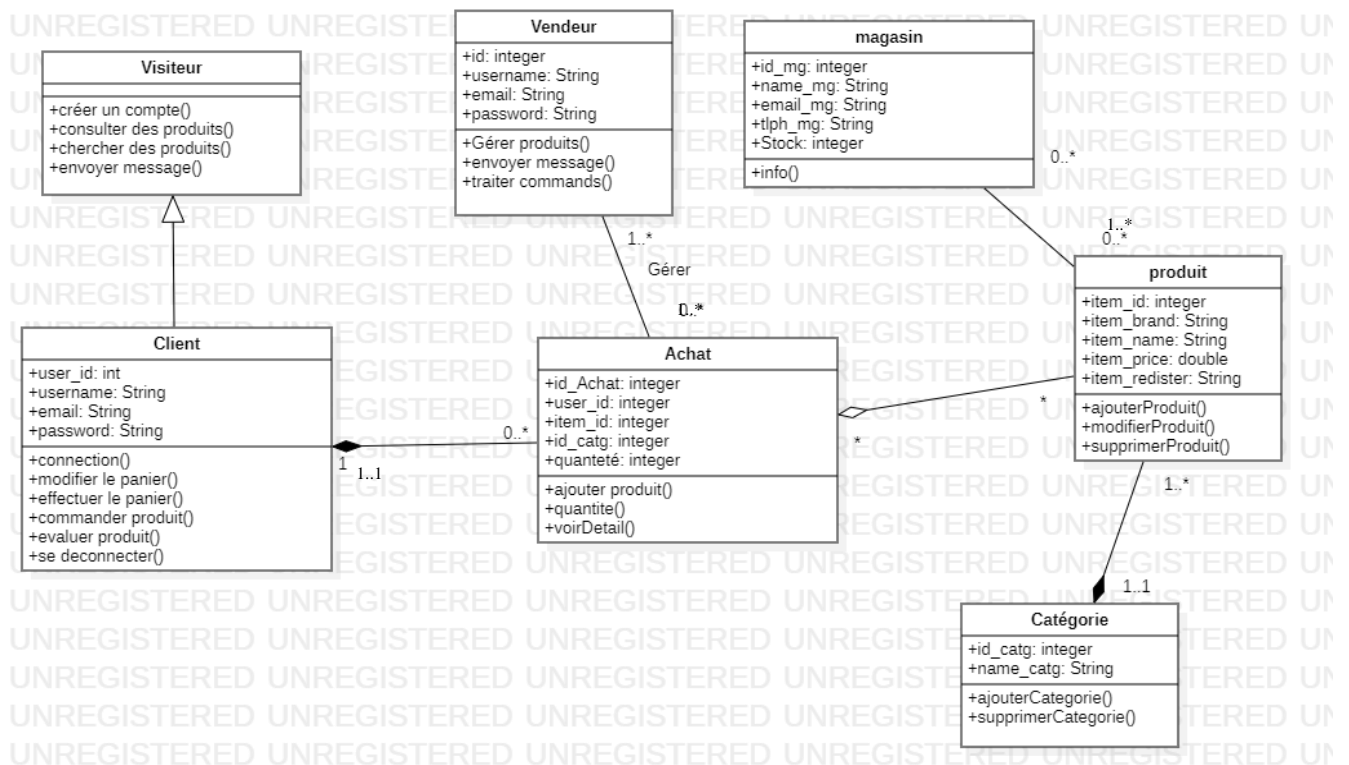 Visiteur
+créer un compte()
+consulter des produits()
+chercher des produits()
+envoyer message()
Vendeur
+id: integer
+username: String
+email: String
+password: String
+Gérer produits()
+envoyer message()
+traiter commands()
magasin
+id_mg: integer
+name_mg: String
+email_mg: String
+tlph_mg: String
+Stock: integer
+info()
0..*
1..*
0..*
1..*
Gérer
produit
+item_id: integer
+item_brand: String
+item_name: String
+item_price: double
+item_redister: String
+ajouterProduit()
+modifierProduit()
+supprimerProduit()
Client
+user_id: int
+username: String
+email: String
+password: String
+connection()
+modifier le panier()
+effectuer le panier()
+commander produit()
+evaluer produit()
+se deconnecter()
1
1..1
0..*
Achat
+id_Achat: integer
+user_id: integer
+item_id: integer
+id_catg: integer
+quanteté: integer
+ajouter produit()
+quantite()
+voirDetail()
*
*
1..*
1..1
Catégorie
+id_catg: integer
+name_catg: String
+ajouterCategorie()
+supprimerCategorie()
UNREGISTERED